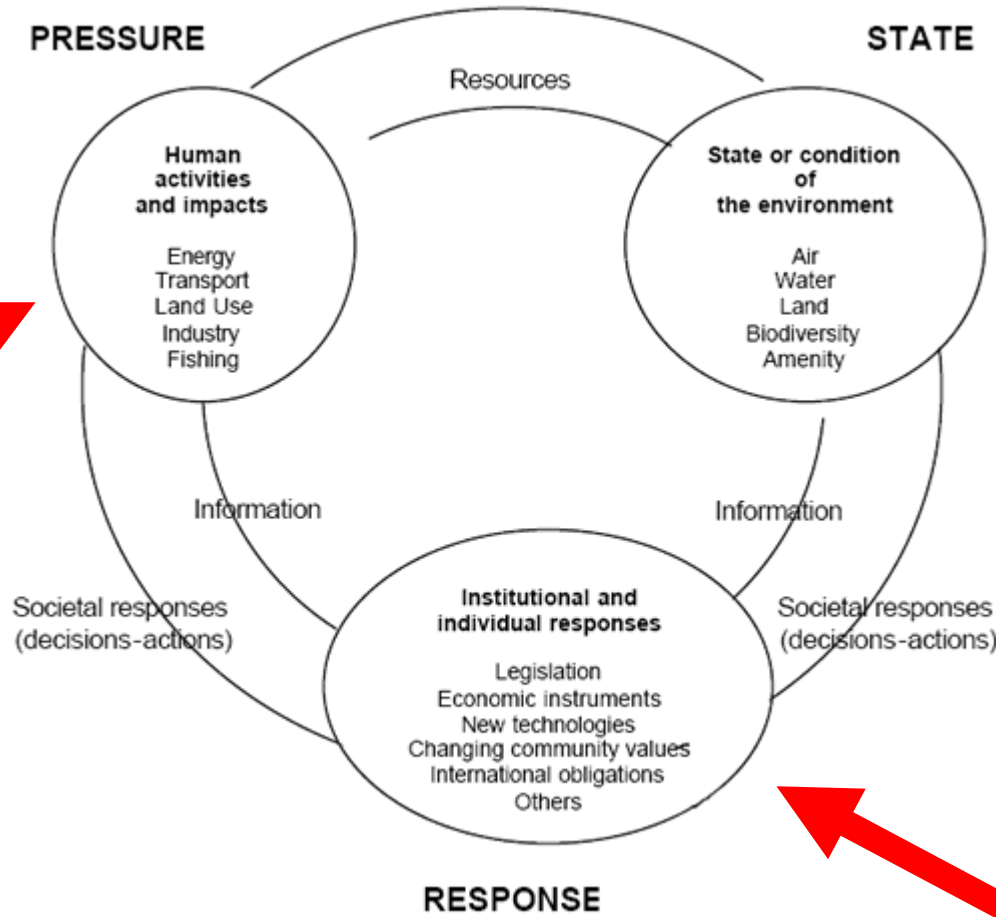 PRESSURE
STATE
Resources
Human
activities
and impacts
Energy
Transport
Land Use
Industry
Fishing
State or condition
of
the environment
Air
Water
Land
Biodiversity
Amenity
Information
Information
Societal responses
(decisions-actions)
Societal responses
(decisions-actions)
Institutional and
individual responses
Legislation
Economic instruments
New technologies
Changing community values
International obligations
Others
RESPONSE